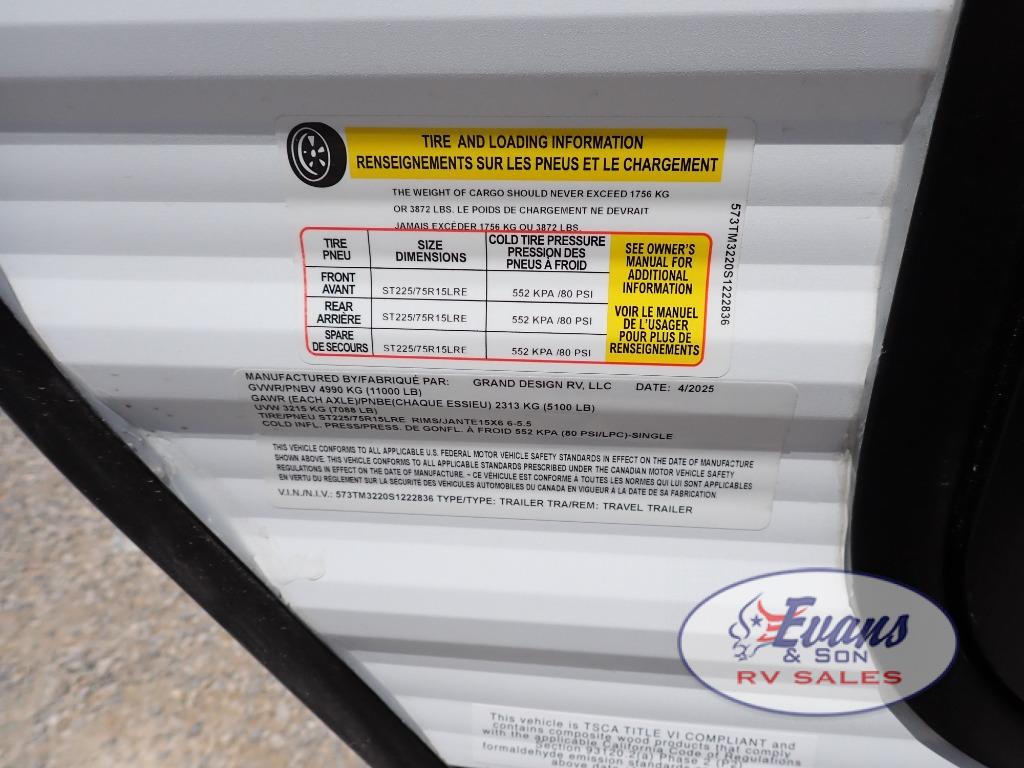 TIRE AND LOADING INFORMATION
RENSEIGNEMENTS SUR LES PNEUS ET LE CHARGEMENT
THE WEIGHT OF CARGO SHOULD NEVER EXCEED 1756 KG
OR 3872 LBS. LE POIDS DE CHARGEMENT NE DEVRAIT
JAMAIS EXCÉDER 1756 KG OU 3872 LBS.
TIRE PNEU SIZE DIMENSIONS COLD TIRE PRESSURE PRESSION DES PNEUS À FROID
FRONT AVANT ST225/75R15LRE 552 KPA /80 PSI
REAR ARRIÈRE ST225/75R15LRE 552 KPA /80 PSI
SPARE DE SECOURS ST225/75R15LRE 552 KPA /80 PSI
SEE OWNER'S
MANUAL FOR
ADDITIONAL
INFORMATION
VOIR LE MANUEL
DE L'USAGER
POUR PLUS DE
RENSEIGNEMENTS
573TM3220S1222836
MANUFACTURED BY/FABRIQUÉ PAR: GRAND DESIGN RV, LLC DATE: 4/2025
GVWR/PNBV 4990 KG (11000 LB)
GAWR (EACH AXLE)/PNBE(CHAQUE ESSIEU) 2313 KG (5100 LB)
UVW 3215 KG (7088 LB)
TIRE/PNEU ST225/75R15LRE RIMS/JANTE15X6 6-5.5
COLD INFL. PRESS/PRESS. DE GONFL. À FROID 552 KPA (80 PSI/LPC)-SINGLE
THIS VEHICLE CONFORMS TO ALL APPLICABLE U.S. FEDERAL MOTOR VEHICLE SAFETY STANDARDS IN EFFECT ON THE DATE OF MANUFACTURE
SHOWN ABOVE. THIS VEHICLE CONFORMS TO ALL APPLICABLE STANDARDS PRESCRIBED UNDER THE CANADIAN MOTOR VEHICLE SAFETY
REGULATIONS IN EFFECT ON THE DATE OF MANUFACTURE. – CE VÉHICULE EST CONFORME À TOUTES LES NORMES QUI LUI SONT APPLICABLES
EN VERTU DU RÈGLEMENT SUR LA SÉCURITÉ DES VÉHICULES AUTOMOBILES DU CANADA EN VIGUEUR À LA DATE DE SA FABRICATION.
V.I.N./N.I.V.: 573TM3220S1222836 TYPE/TYPE: TRAILER TRA/REM: TRAVEL TRAILER
Evans
& SON
RV SALES
This vehicle is TSCA TITLE VI COMPLIANT and
contains composite wood products that comply
with the applicable California Code of Regulations
Section 93120.2(a) Phase 2 (P2)
formaldehyde emission standards
above date